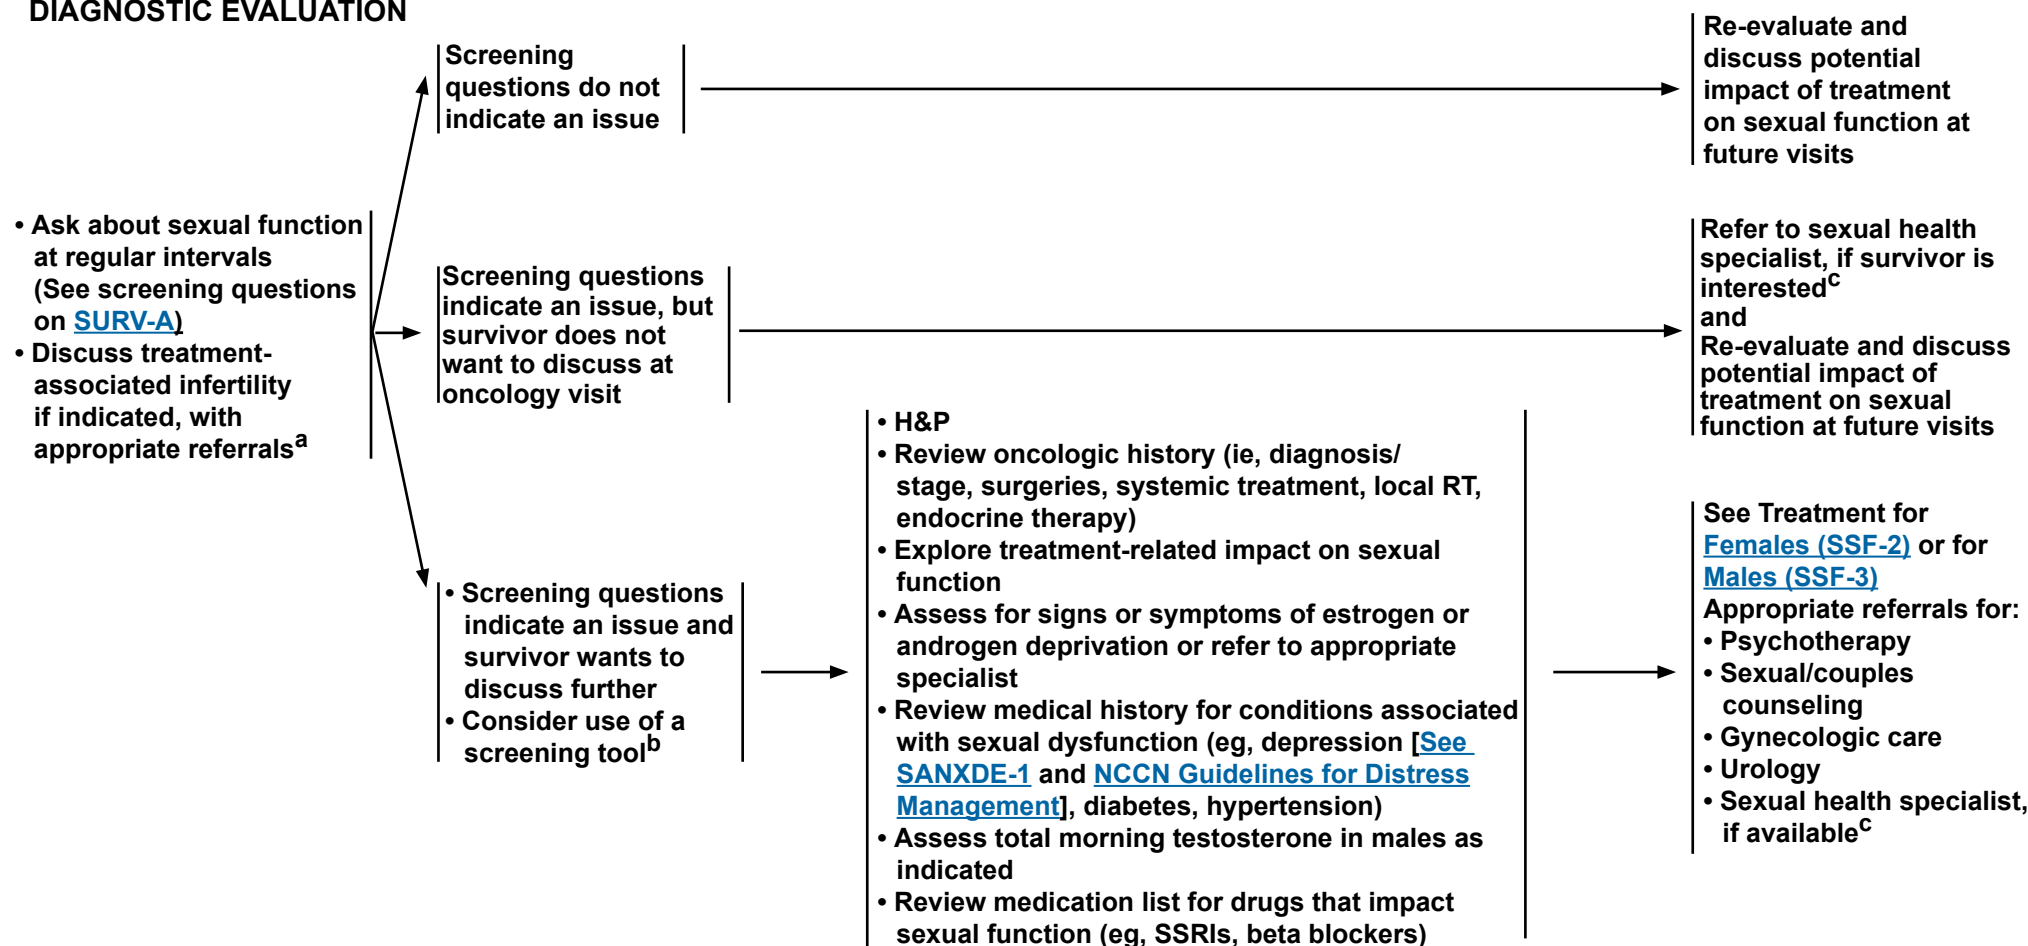 DIAGNOSTIC EVALUATION
• Ask about sexual function
at regular intervals
(See screening questions
on SURV-A)
• Discuss treatment-
associated infertility
if indicated, with
appropriate referralsa
Screening
questions do not
indicate an issue
Re-evaluate and
discuss potential
impact of treatment
on sexual function at
future visits
Screening questions
indicate an issue, but
survivor does not
want to discuss at
oncology visit
Refer to sexual health
specialist, if survivor is
interestedc
and
Re-evaluate and discuss
potential impact of
treatment on sexual
function at future visits
• Screening questions
indicate an issue and
survivor wants to
discuss further
• Consider use of a
screening toolb
• H&P
• Review oncologic history (ie, diagnosis/
stage, surgeries, systemic treatment, local RT,
endocrine therapy)
• Explore treatment-related impact on sexual
function
• Assess for signs or symptoms of estrogen or
androgen deprivation or refer to appropriate
specialist
• Review medical history for conditions associated
with sexual dysfunction (eg, depression [See
SANXDE-1 and NCCN Guidelines for Distress
Management], diabetes, hypertension)
• Assess total morning testosterone in males as
indicated
• Review medication list for drugs that impact
sexual function (eg, SSRIs, beta blockers)
See Treatment for
Females (SSF-2) or for
Males (SSF-3)
Appropriate referrals for:
• Psychotherapy
• Sexual/couples
counseling
• Gynecologic care
• Urology
• Sexual health specialist,
if availablec